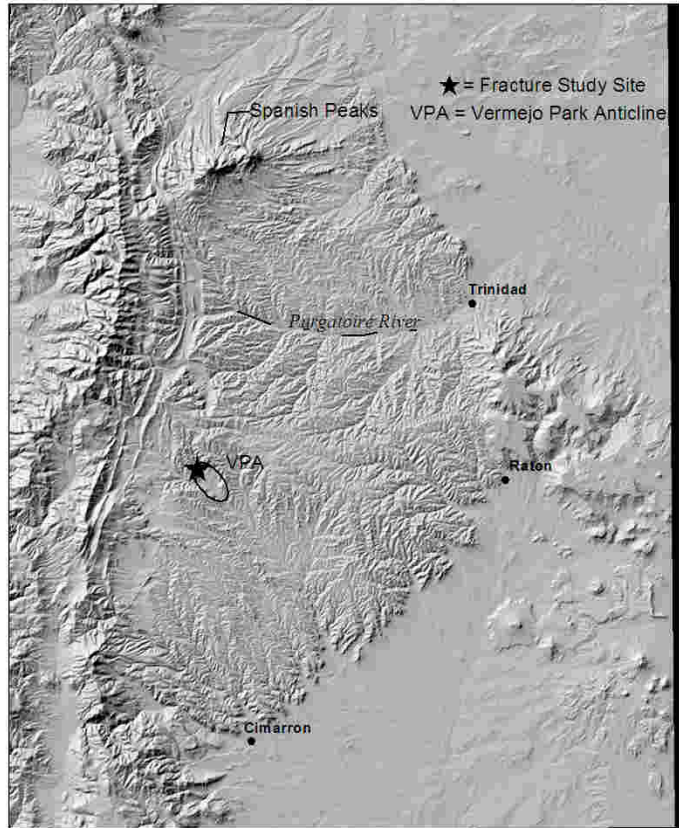 = Fracture Study Site
Spanish Peaks
VPA = Vermejo Park Anticline
Trinidad
Purgatoire River
VPA
Raton
Cimarron